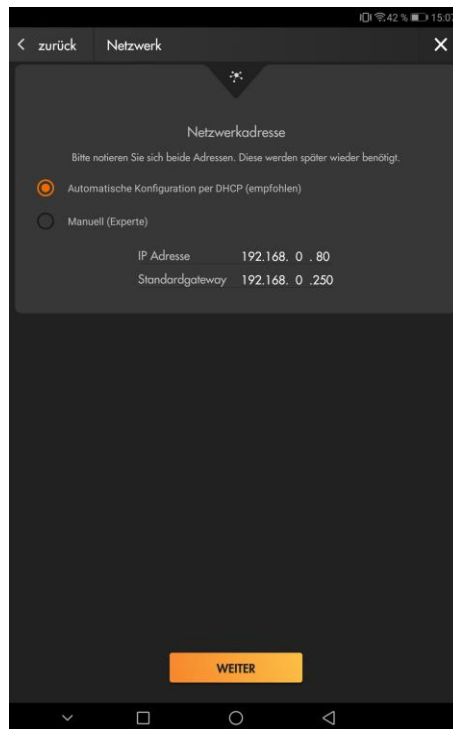 42 % 15:07
zurück Netzwerk
Netzwerkadresse
Bitte notieren Sie sich beide Adressen. Diese werden später wieder benötigt.
Automatische Konfiguration per DHCP (empfohlen)
Manuell (Experte)
IP Adresse 192.168. 0 . 80
Standardgateway 192.168. 0 .250
WEITER